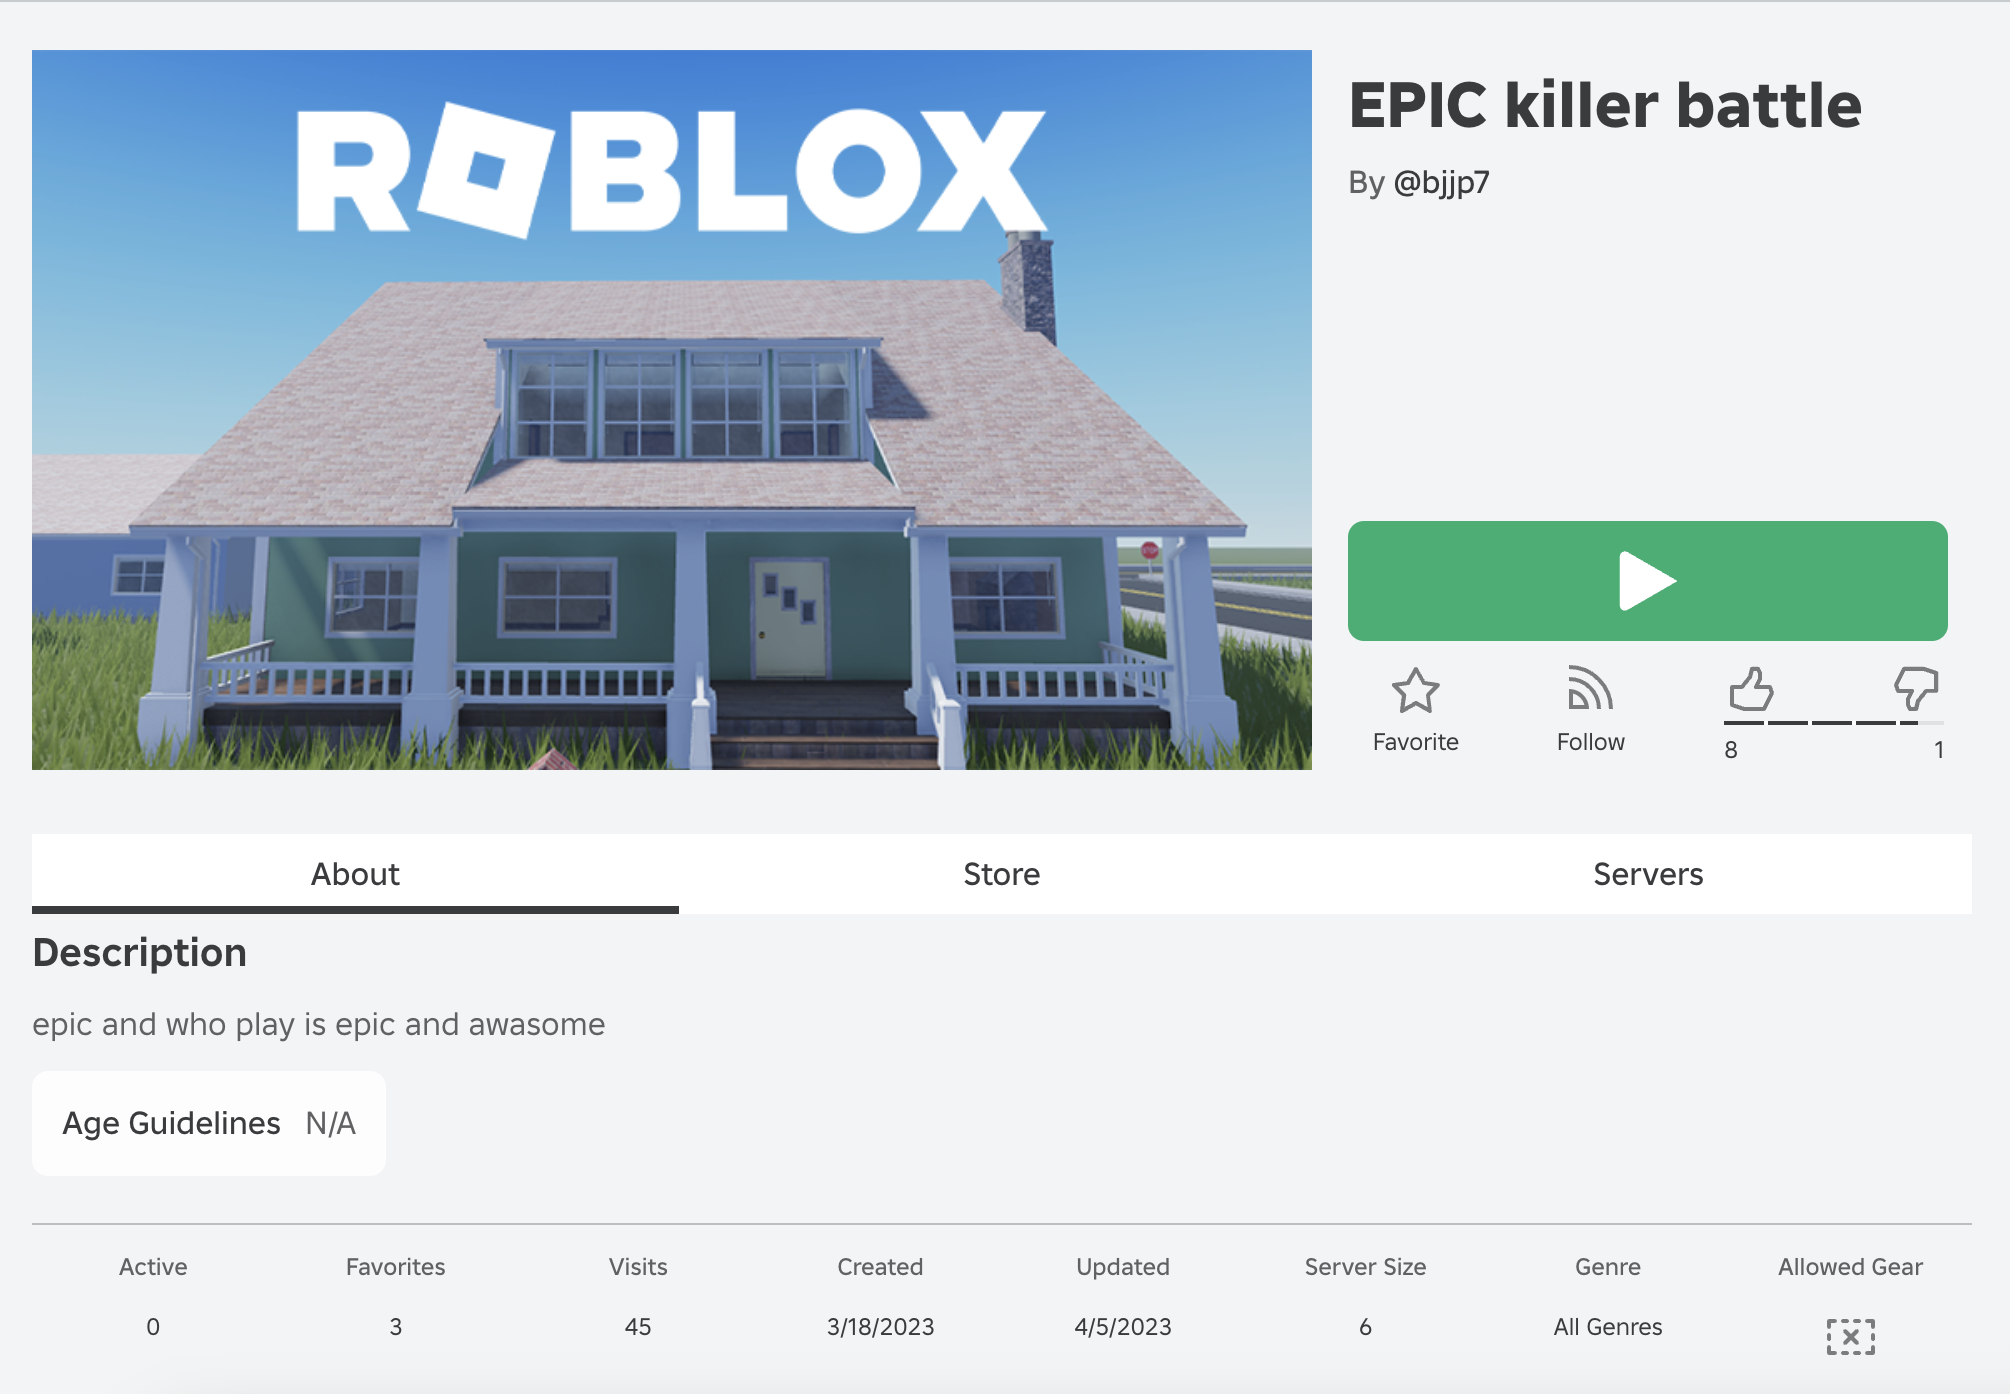 ROBLOX
EPIC killer battle
By @bjjp7
STOP
Favorite
Follow
8
1
About
Store
Servers
Description
epic and who play is epic and awasome
Age Guidelines N/A
Active
Favorites
Visits
Created
Updated
Server Size
Genre
Allowed Gear
0
3
45
3/18/2023
4/5/2023
6
All Genres